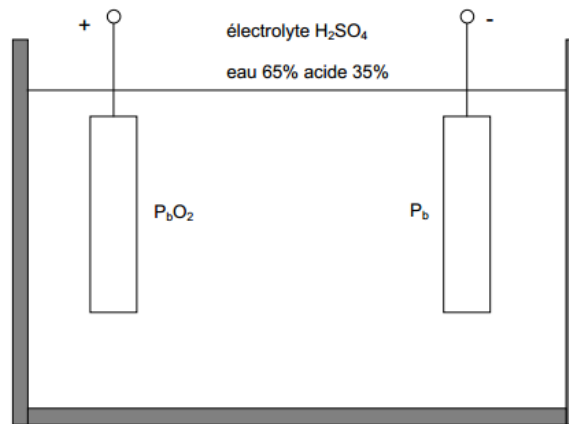 +
électrolyte H₂SO₄
-
eau 65% acide 35%
PbO₂
Pb